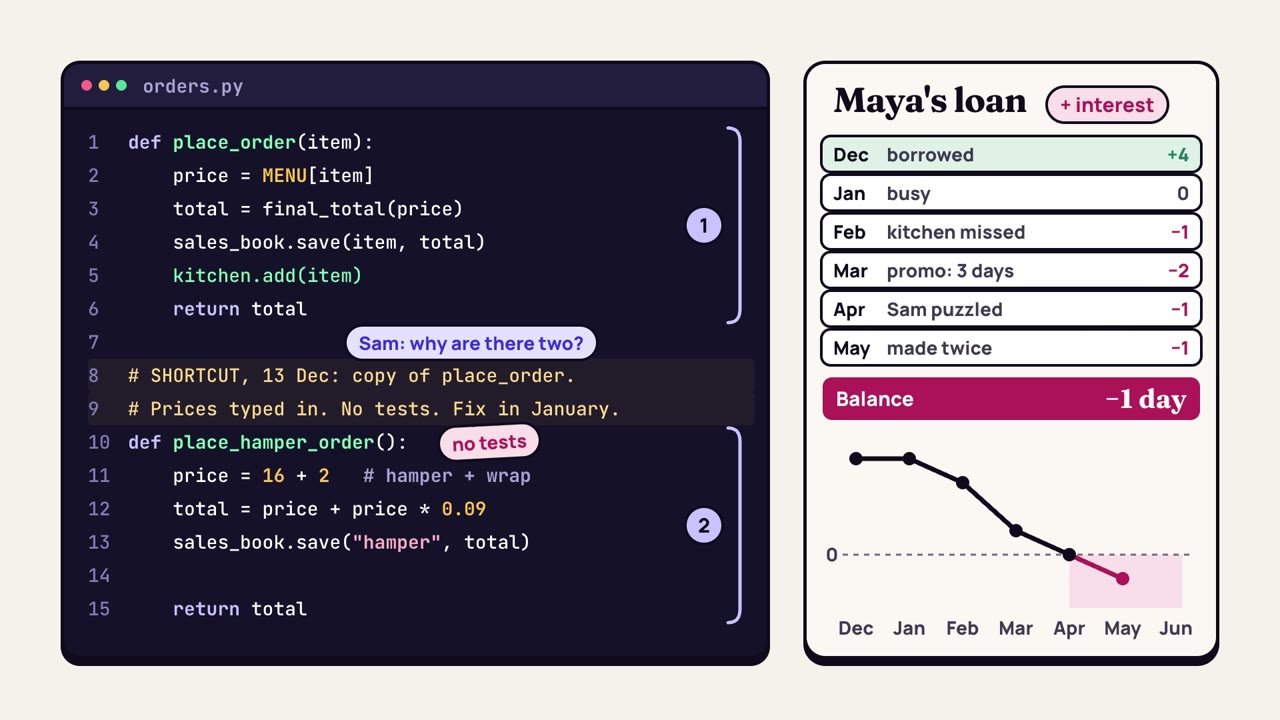 orders.py
1 def place_order(item):
2 price = MENU[item]
3 total = final_total(price)
4 sales_book.save(item, total)
5 kitchen.add(item)
6 return total
1
7
Sam: why are there two?
8 # SHORTCUT, 13 Dec: copy of place_order.
9 # Prices typed in. No tests. Fix in January.
10 def place_hamper_order():
no tests
11 price = 16 + 2 # hamper + wrap
12 total = price + price * 0.09
13 sales_book.save("hamper", total)
14
15 return total
2
Maya's loan
+ interest
Dec borrowed +4
Jan busy 0
Feb kitchen missed −1
Mar promo: 3 days −2
Apr Sam puzzled −1
May made twice −1
Balance −1 day
0
Dec Jan Feb Mar Apr May Jun